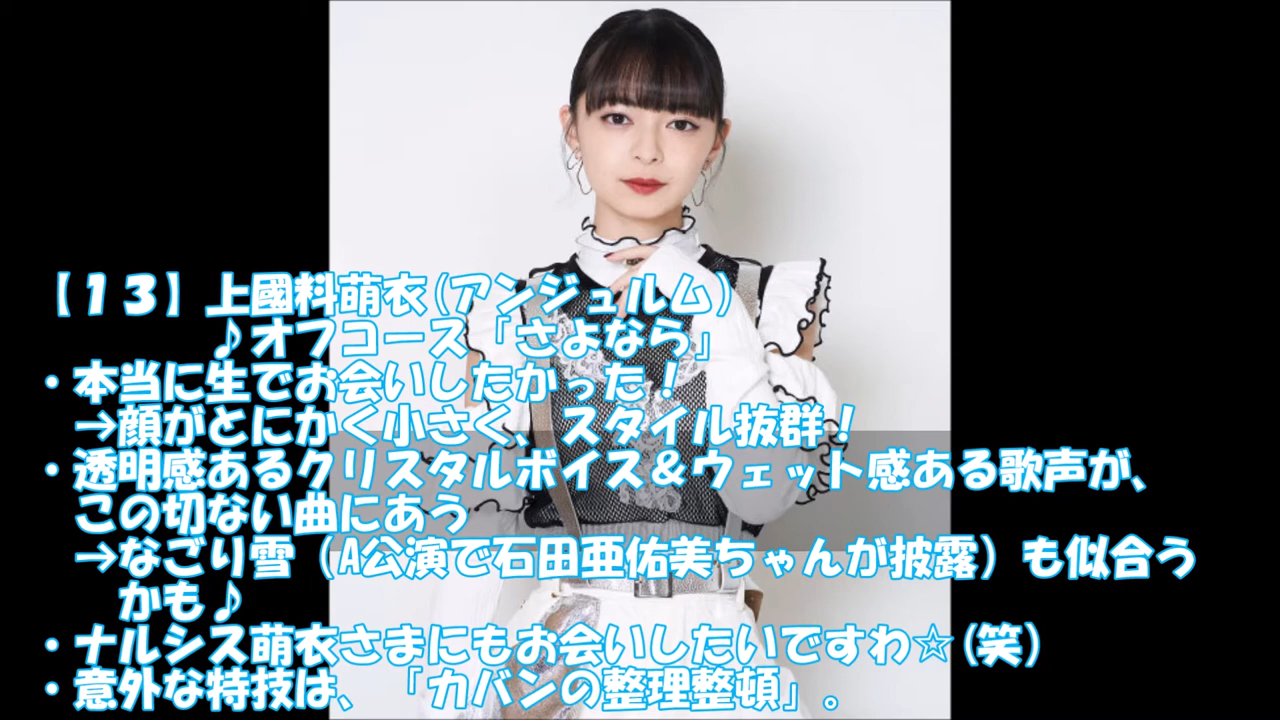 【１３】上國料萌衣(アンジュルム)
♪オフコース「さよなら」
・本当に生でお会いしたかった！
→顔がとにかく小さく、スタイル抜群！
・透明感あるクリスタルボイス＆ウェット感ある歌声が、
この切ない曲にあう
→なごり雪（A公演で石田亜佑美ちゃんが披露）も似合う
かも♪
・ナルシス萌衣さまにもお会いしたいですわ☆(笑)
・意外な特技は、「カバンの整理整頓」。